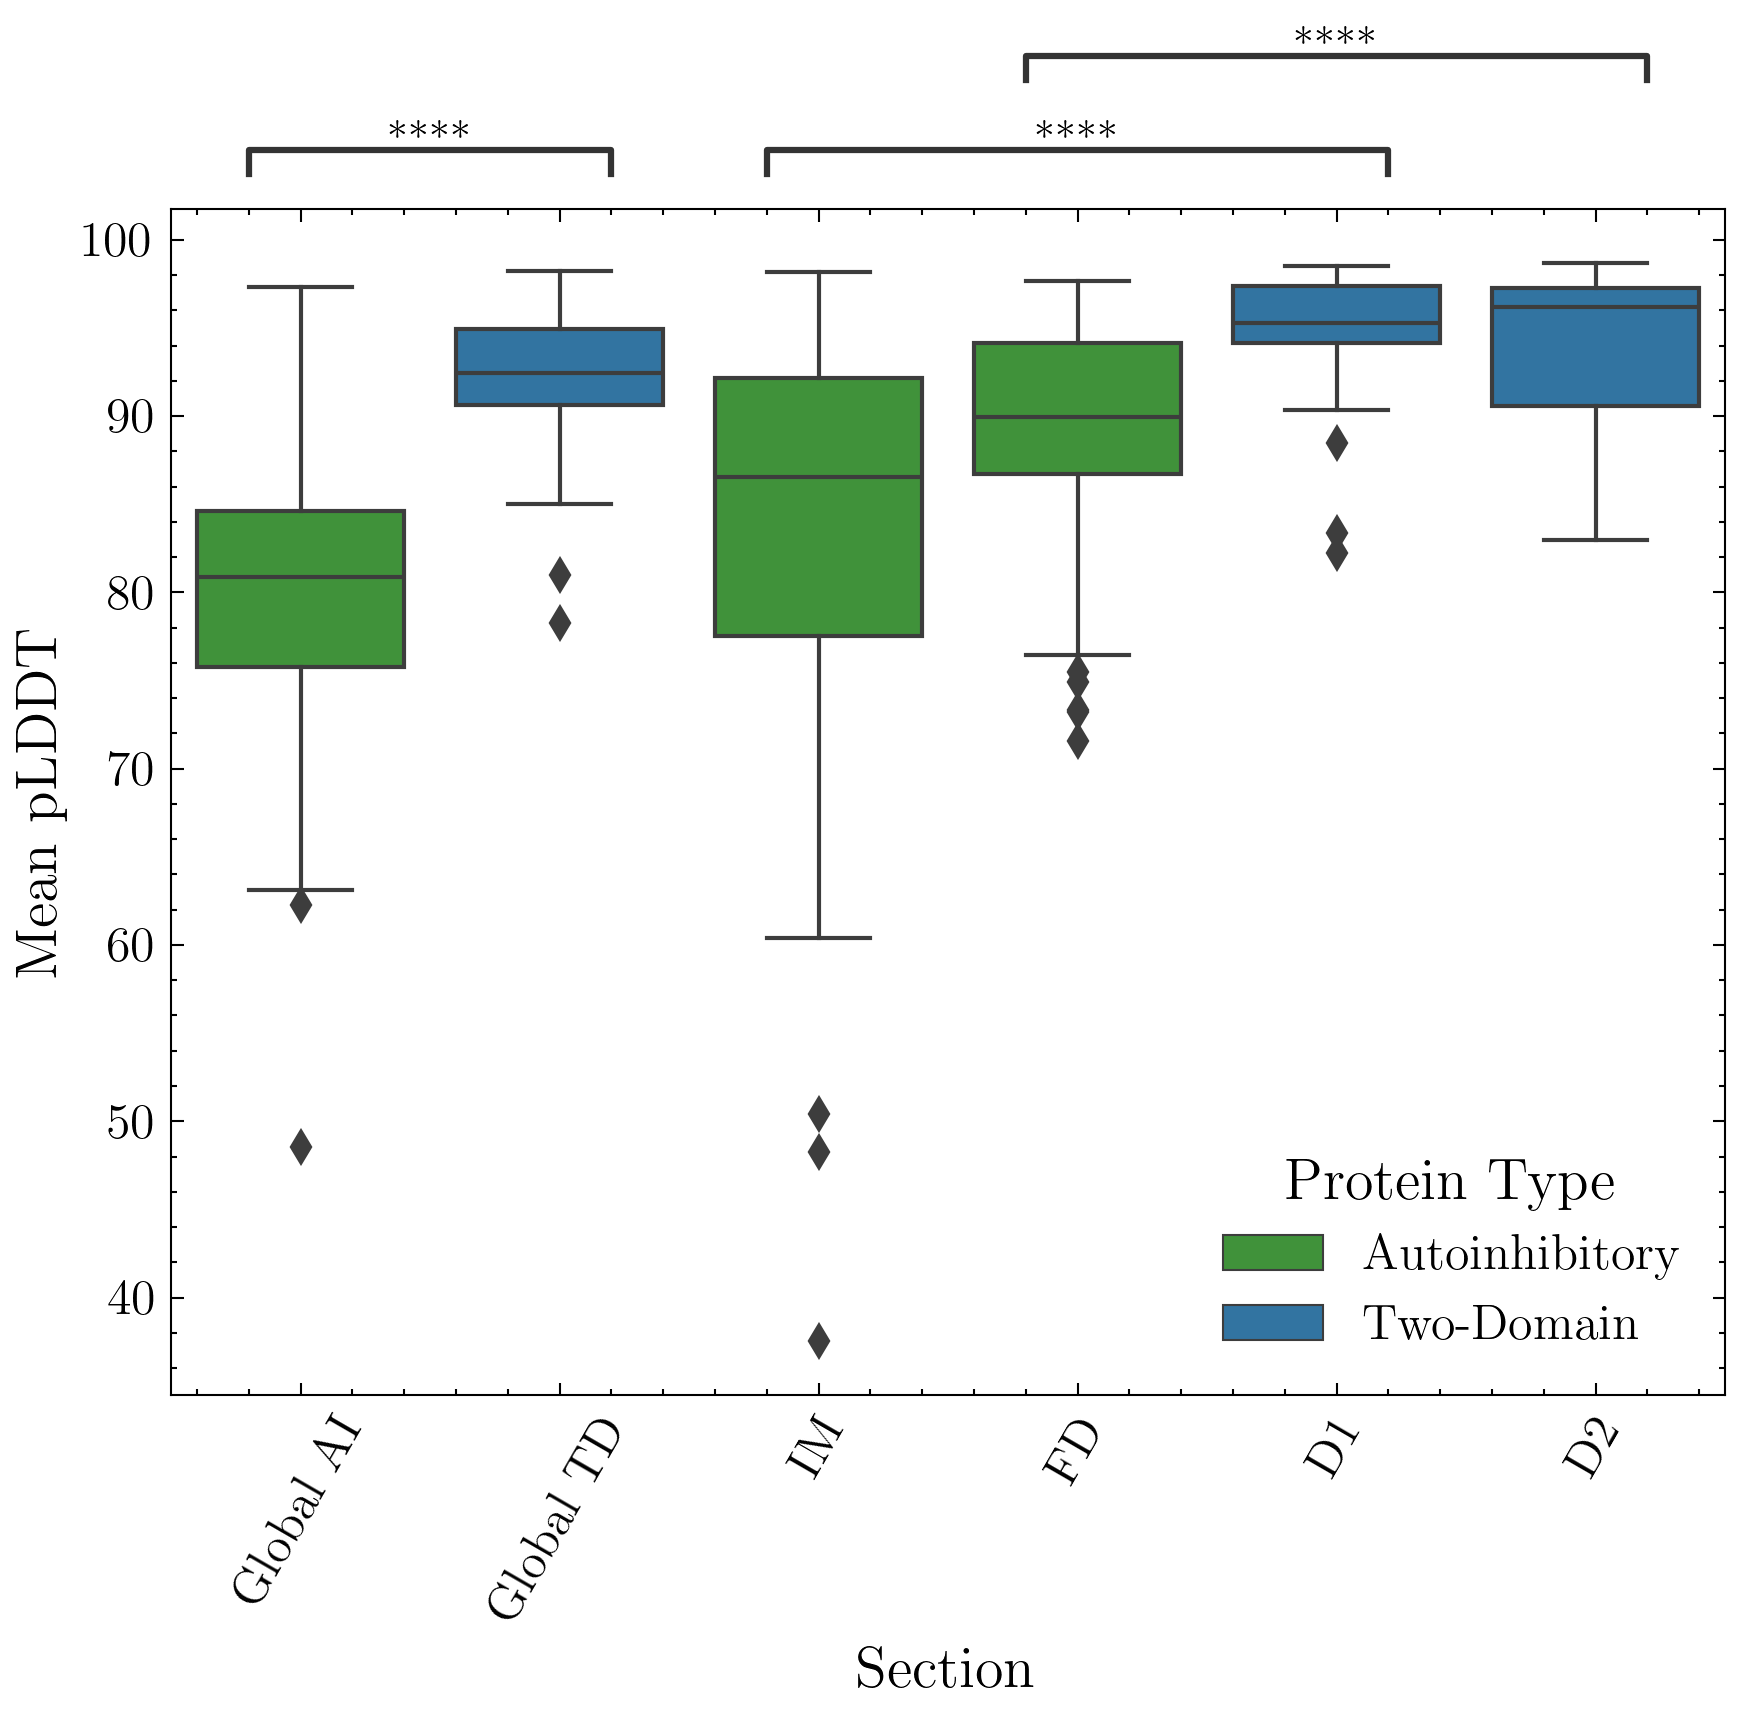 ****
****
****
100
90
80
70
60
50
40
Mean pLDDT
Protein Type
Autoinhibitory
Two-Domain
Global AI
Global TD
IM
FD
D1
D2
Section